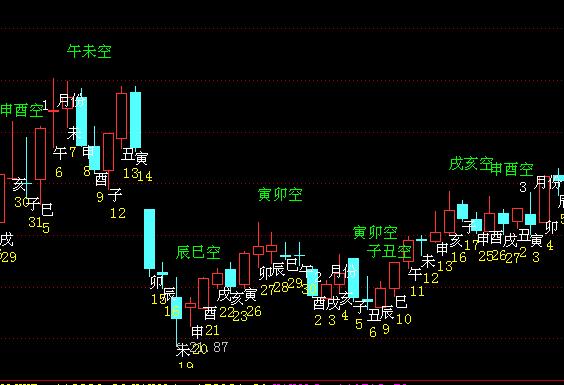 午未空
申酉空
1 月份
午 未 申 酉 子 丑 寅
6 7 8 9 12 13 14
亥 子 巳
30 31 5
戌
29
戊亥空
申酉空
3 月份
寅卯空
寅卯空
子丑空
辰巳空
2 月份
卯
15
16
未 申 酉 戌 亥 寅
19 20 21 22 23 26
21.87
卯 辰 巳 午
27 28 29 30
酉 戌 亥 子 丑 辰 巳
2 3 4 5 6 9 10
午 未 申 亥 子 申 酉 戌 丑 寅 卯 辰
11 12 13 16 17 25 26 27 2 3 4 5